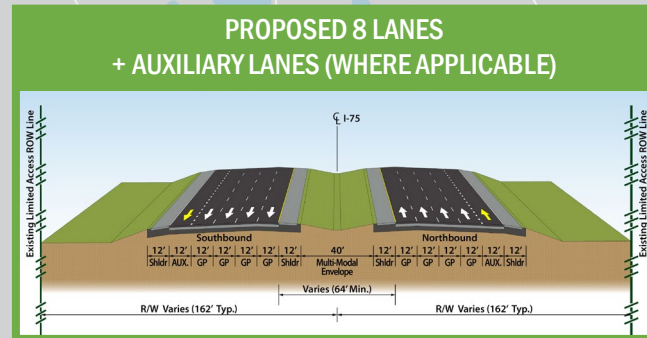 PROPOSED 8 LANES
+ AUXILIARY LANES (WHERE APPLICABLE)
℄ I-75
Existing Limited Access ROW Line
Existing Limited Access ROW Line
Southbound
Northbound
12' 12' 12' 12' 12' 12' 12' 40' 12' 12' 12' 12' 12' 12' 12'
Shldr AUX. GP GP GP GP Shldr Multi-Modal Shldr GP GP GP GP AUX. Shldr
Envelope
Varies (64' Min.)
R/W Varies (162' Typ.) R/W Varies (162' Typ.)